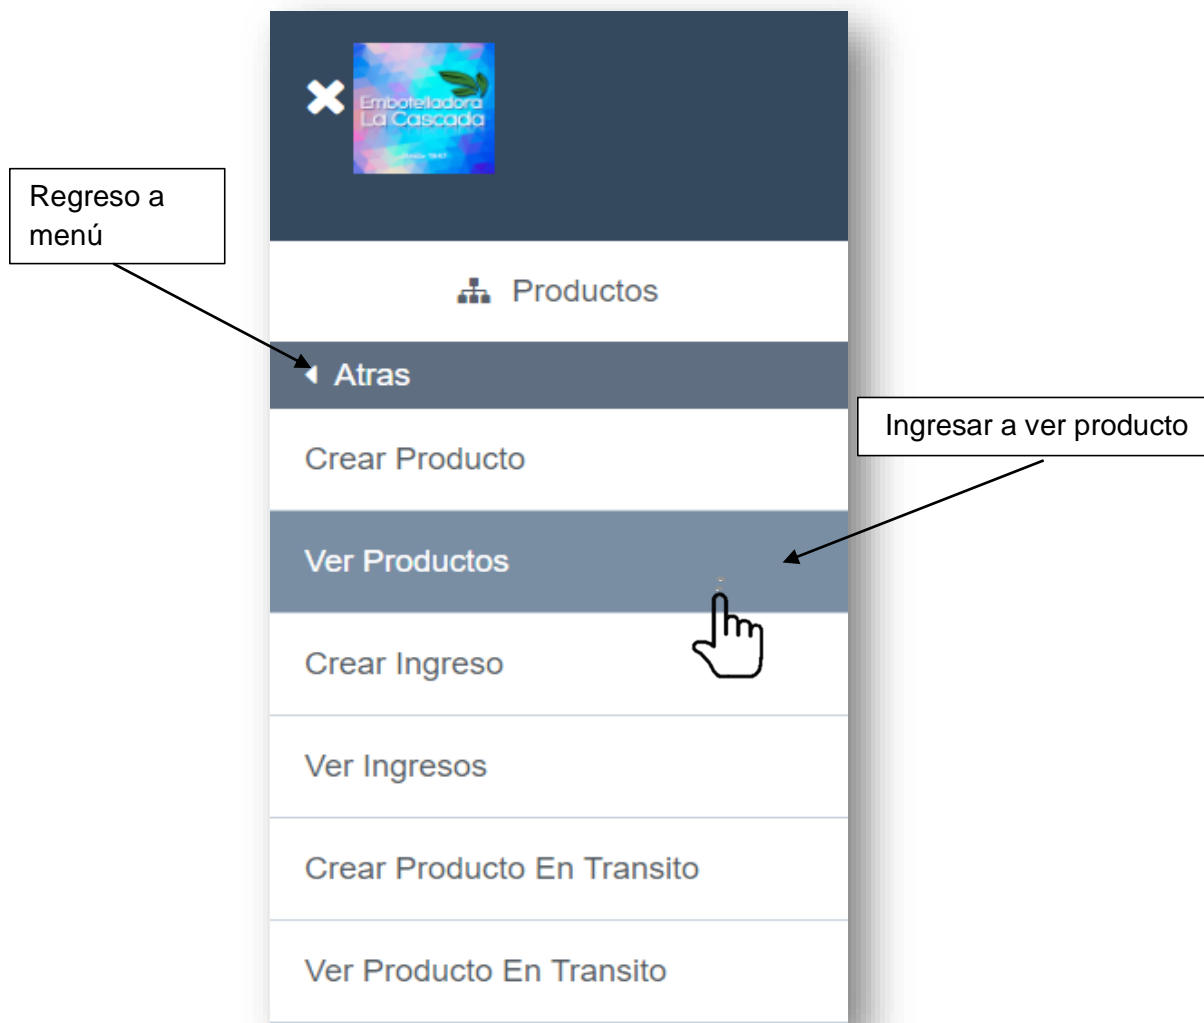 Embotelladora
La Cascada
Regreso a
menú
Productos
Atras
Crear Producto
Ingresar a ver producto
Ver Productos
Crear Ingreso
Ver Ingresos
Crear Producto En Transito
Ver Producto En Transito